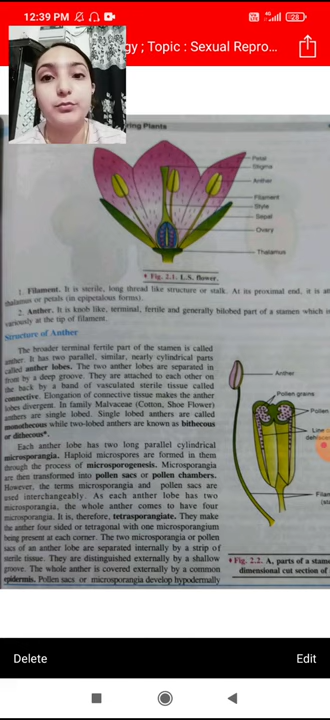 12:39 PM
28
gy ; Topic : Sexual Repro...
ring Plants
Petal
Stigma
Anther
Filament
Style
Sepal
Ovary
Thalamus
Fig. 2.1. L.S. flower.
1. Filament. It is sterile, long thread like structure or stalk. At its proximal end, it is at
thalamus or petals (in epipetalous forms).
2. Anther. It is knob like, terminal, fertile and generally bilobed part of a stamen which is
variously at the tip of filament.
Structure of Anther
The broader terminal fertile part of the stamen is called
anther. It has two parallel, similar, nearly cylindrical parts
called anther lobes. The two anther lobes are separated in
front by a deep groove. They are attached to each other on
the back by a band of vasculated sterile tissue called
connective. Elongation of connective tissue makes the anther
lobes divergent. In family Malvaceae (Cotton, Shoe Flower)
anthers are single lobed. Single lobed anthers are called
monothecous while two-lobed anthers are known as bithecous
or dithecous*.
Each anther lobe has two long parallel cylindrical
microsporangia. Haploid microspores are formed in them
through the process of microsporogenesis. Microsporangia
are then transformed into pollen sacs or pollen chambers.
However, the terms microsporangia and pollen sacs are
used interchangeably. As each anther lobe has two
microsporangia, the whole anther comes to have four
microsporangia. It is, therefore, tetrasporangiate. They make
the anther four sided or tetragonal with one microsporangium
being present at each corner. The two microsporangia or pollen
sacs of an anther lobe are separated internally by a strip of
sterile tissue. They are distinguished externally by a shallow
groove. The whole anther is covered externally by a common
epidermis. Pollen sacs or microsporangia develop hypodermally
Anther
Pollen grains
Pollen
Line
dehis
Filam
(sta
Fig. 2.2. A, parts of a stame
dimensional cut section of
Delete
Edit